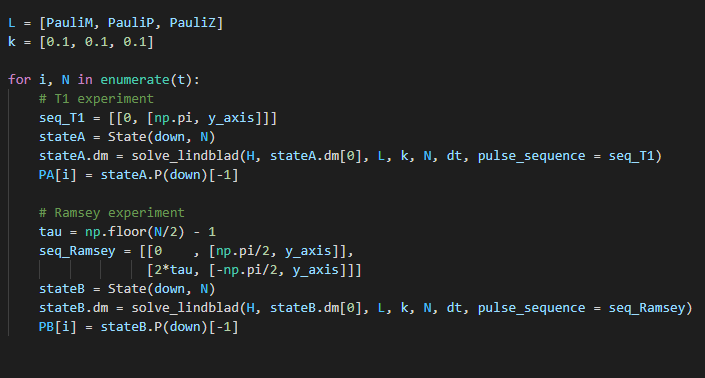 L = [PauliM, PauliP, PauliZ]
k = [0.1, 0.1, 0.1]

for i, N in enumerate(t):
    # T1 experiment
    seq_T1 = [[0, [np.pi, y_axis]]]
    stateA = State(down, N)
    stateA.dm = solve_lindblad(H, stateA.dm[0], L, k, N, dt, pulse_sequence = seq_T1)
    PA[i] = stateA.P(down)[-1]

    # Ramsey experiment
    tau = np.floor(N/2) - 1
    seq_Ramsey = [[0    , [np.pi/2, y_axis]],
                  [2*tau, [-np.pi/2, y_axis]]]
    stateB = State(down, N)
    stateB.dm = solve_lindblad(H, stateB.dm[0], L, k, N, dt, pulse_sequence = seq_Ramsey)
    PB[i] = stateB.P(down)[-1]